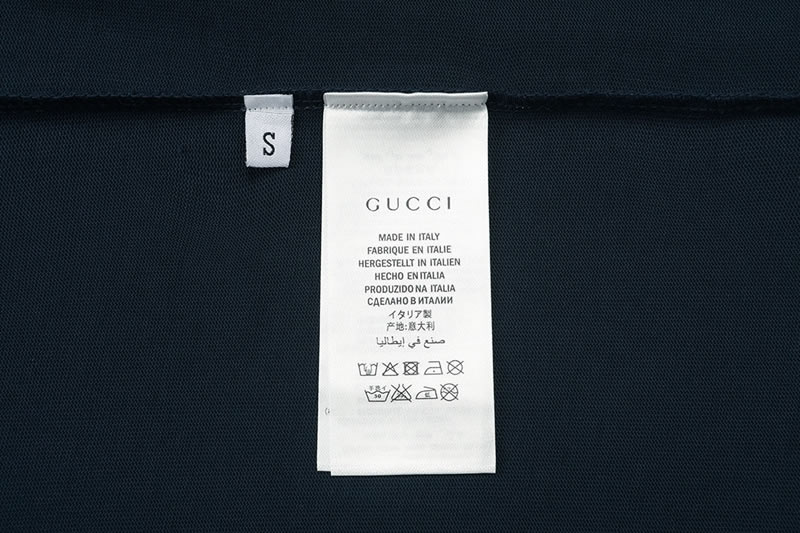 S
GUCCI
MADE IN ITALY
FABRIQUE EN ITALIE
HERGESTELLT IN ITALIEN
HECHO EN ITALIA
PRODUZIDO NA ITALIA
СДЕЛАНО В ИТАЛИИ
イタリア製
产地:意大利
صنع في إيطاليا
30